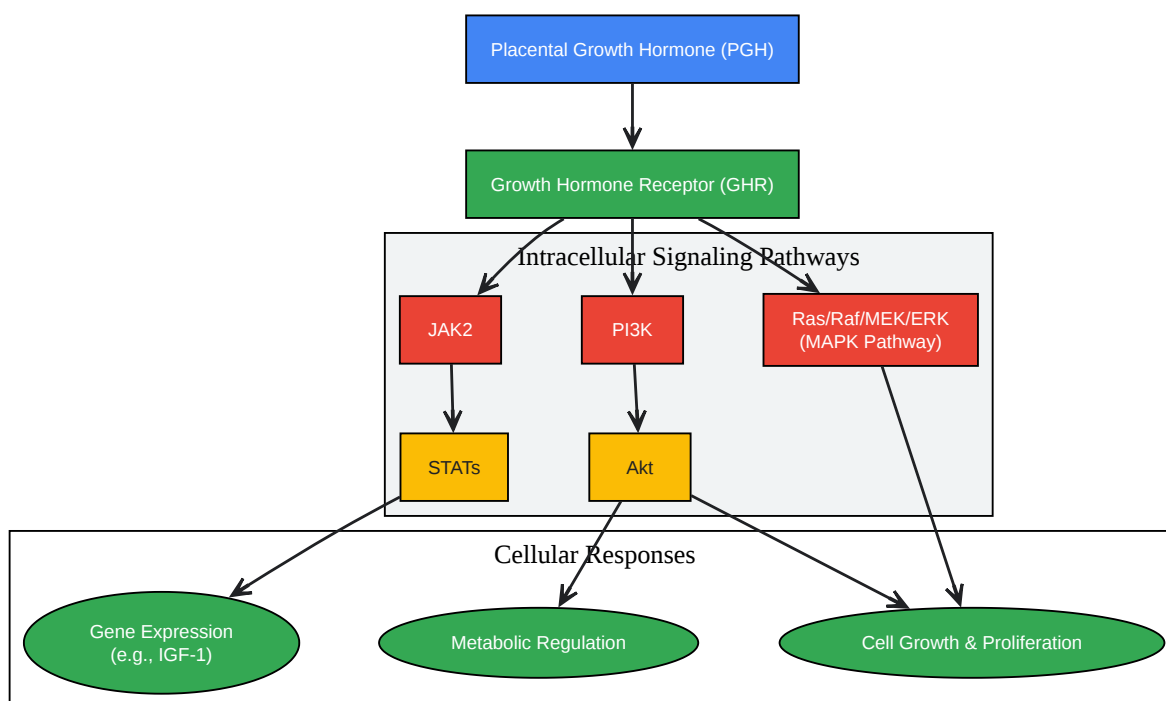 Placental Growth Hormone (PGH)
Growth Hormone Receptor (GHR)
Intracellular Signaling Pathways
JAK2
PI3K
Ras/Raf/MEK/ERK
(MAPK Pathway)
STATs
Akt
Cellular Responses
Gene Expression
(e.g., IGF-1)
Metabolic Regulation
Cell Growth & Proliferation